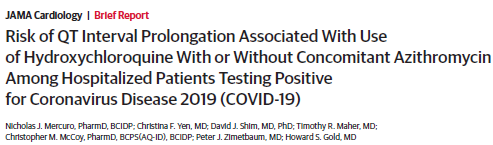 JAMA Cardiology | Brief Report
Risk of QT Interval Prolongation Associated With Use
of Hydroxychloroquine With or Without Concomitant Azithromycin
Among Hospitalized Patients Testing Positive
for Coronavirus Disease 2019 (COVID-19)
Nicholas J. Mercuro, PharmD, BCIDP; Christina F. Yen, MD; David J. Shim, MD, PhD; Timothy R. Maher, MD;
Christopher M. McCoy, PharmD, BCPS(AQ-ID), BCIDP; Peter J. Zimetbaum, MD; Howard S. Gold, MD